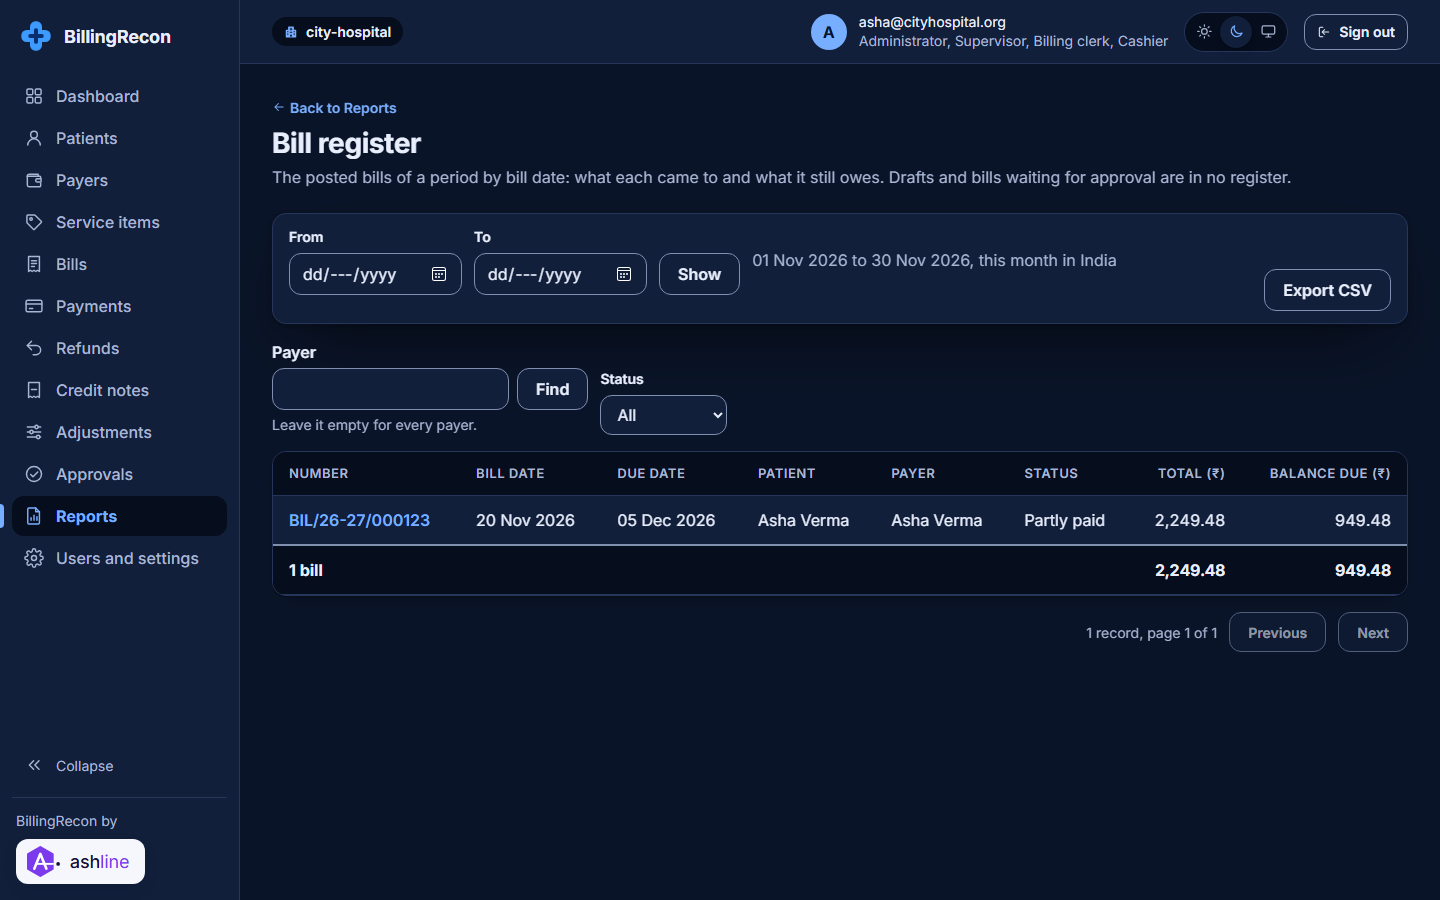 BillingRecon
Dashboard
Patients
Payers
Service items
Bills
Payments
Refunds
Credit notes
Adjustments
Approvals
Reports
Users and settings
Collapse
BillingRecon by
A ashline
city-hospital
A
asha@cityhospital.org
Administrator, Supervisor, Billing clerk, Cashier
Sign out
Back to Reports
Bill register
The posted bills of a period by bill date: what each came to and what it still owes. Drafts and bills waiting for approval are in no register.
From To
dd/---/yyyy dd/---/yyyy Show 01 Nov 2026 to 30 Nov 2026, this month in India
Export CSV
Payer
Find
Leave it empty for every payer.
Status
All
NUMBER BILL DATE DUE DATE PATIENT PAYER STATUS TOTAL (₹) BALANCE DUE (₹)
BIL/26-27/000123 20 Nov 2026 05 Dec 2026 Asha Verma Asha Verma Partly paid 2,249.48 949.48
1 bill 2,249.48 949.48
1 record, page 1 of 1 Previous Next